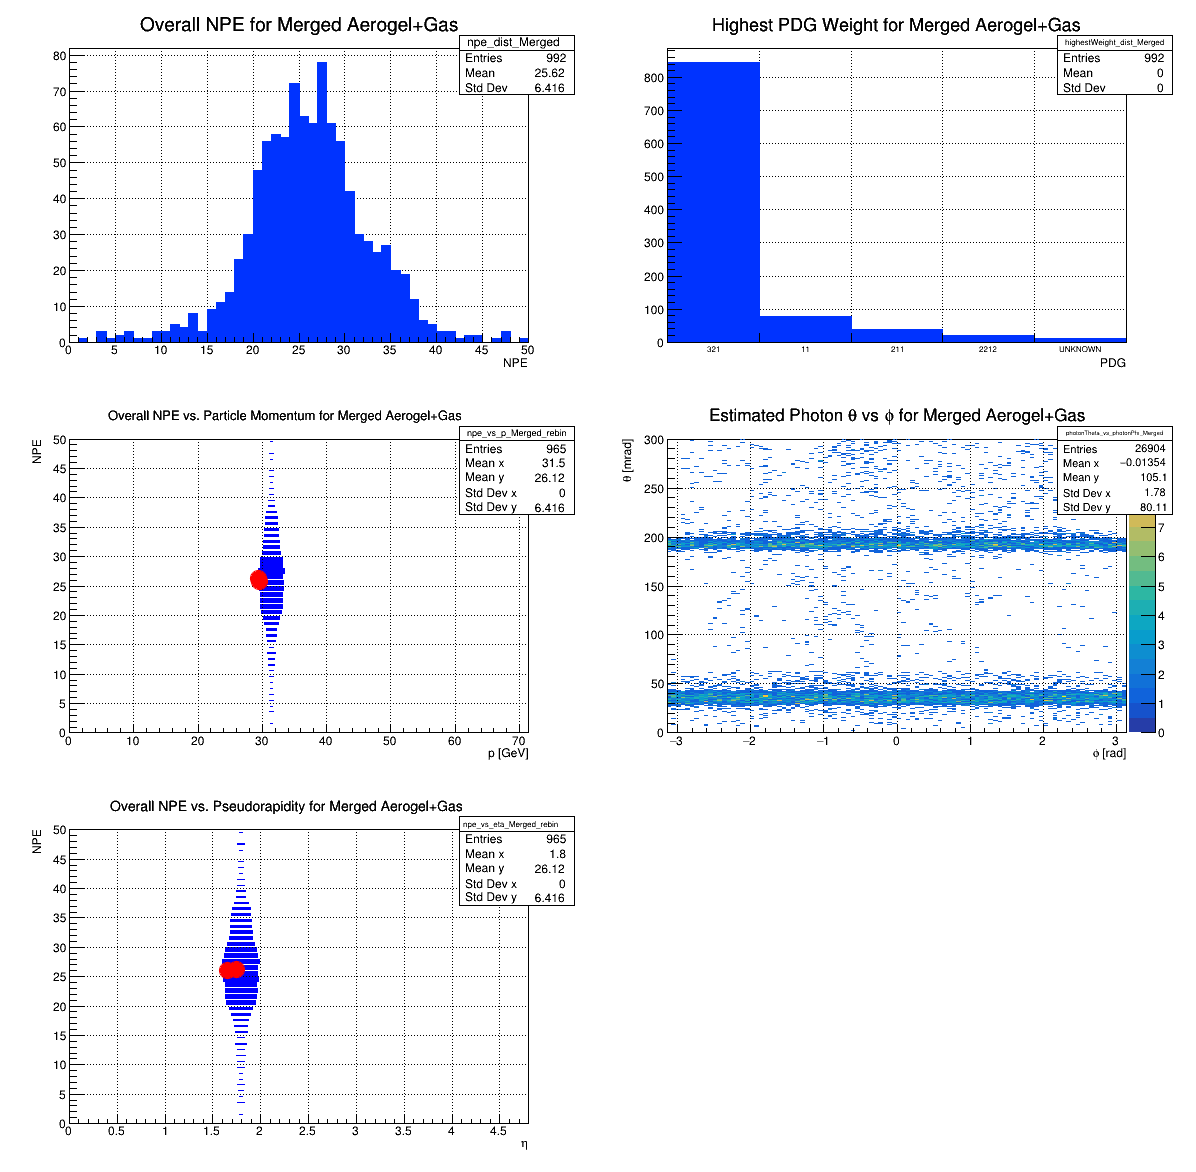 Overall NPE for Merged Aerogel+Gas
npe_dist_Merged
Entries 992
Mean 25.62
Std Dev 6.416
80
70
60
50
40
30
20
10
0
0 5 10 15 20 25 30 35 40 45 50
NPE
Highest PDG Weight for Merged Aerogel+Gas
highestWeight_dist_Merged
Entries 992
Mean 0
Std Dev 0
800
700
600
500
400
300
200
100
0
321 11 211 2212 UNKNOWN
PDG
Overall NPE vs. Particle Momentum for Merged Aerogel+Gas
npe_vs_p_Merged_rebin
Entries 965
Mean x 31.5
Mean y 26.12
Std Dev x 0
Std Dev y 6.416
NPE
50
45
40
35
30
25
20
15
10
5
0
0 10 20 30 40 50 60 70
p [GeV]
Estimated Photon θ vs ϕ for Merged Aerogel+Gas
photonTheta_vs_photonPhi_Merged
Entries 26904
Mean x −0.01354
Mean y 105.1
Std Dev x 1.78
Std Dev y 80.11
θ [mrad]
300
250
200
150
100
50
0
−3 −2 −1 0 1 2 3
ϕ [rad]
7
6
5
4
3
2
1
0
Overall NPE vs. Pseudorapidity for Merged Aerogel+Gas
npe_vs_eta_Merged_rebin
Entries 965
Mean x 1.8
Mean y 26.12
Std Dev x 0
Std Dev y 6.416
NPE
50
45
40
35
30
25
20
15
10
5
0
0 0.5 1 1.5 2 2.5 3 3.5 4 4.5
η